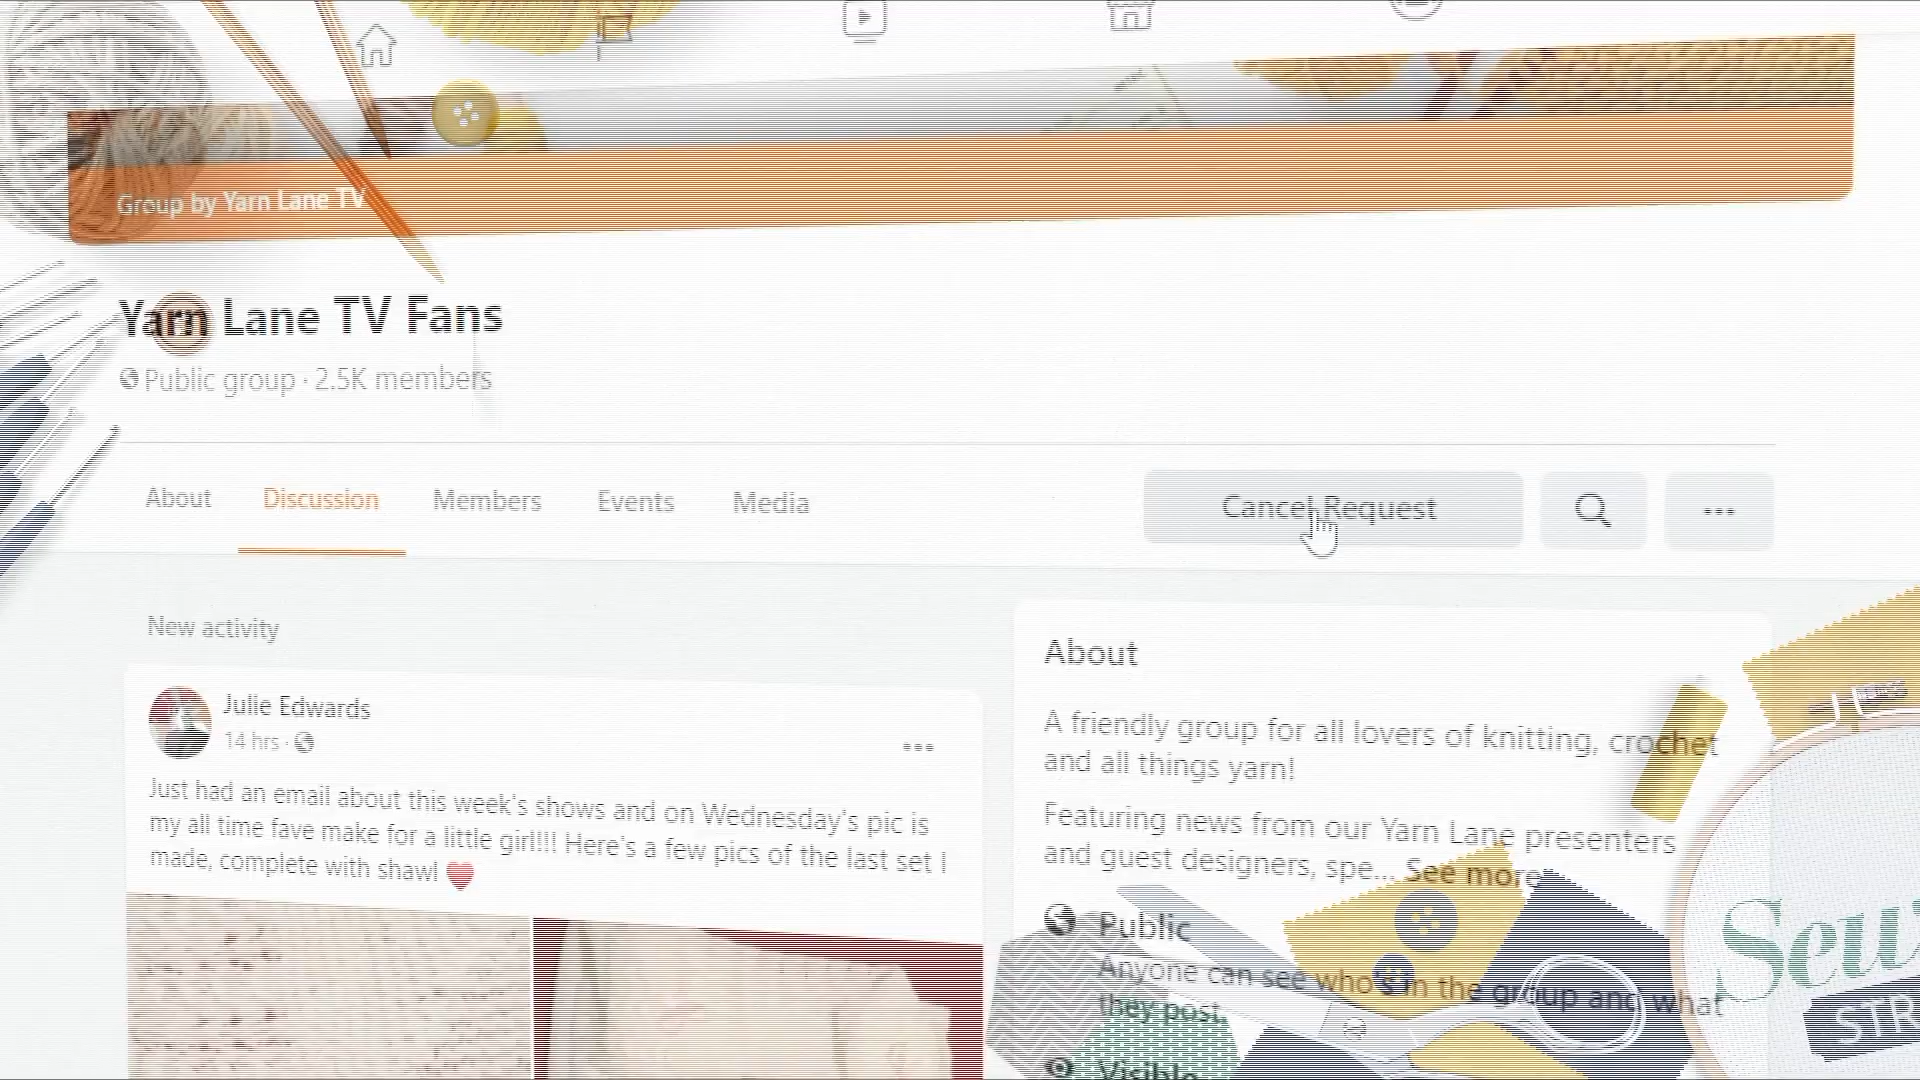 Group by Yarn Lane TV
Yarn Lane TV Fans
Public group · 2.5K members
About
Discussion
Members
Events
Media
Cancel Request
New activity
Julie Edwards
14 hrs ·
Just had an email about this week's shows and on Wednesday's pic is
my all time fave make for a little girl!!! Here's a few pics of the last set I
made, complete with shawl ❤️
About
A friendly group for all lovers of knitting, crochet
and all things yarn!
Featuring news from our Yarn Lane presenters
and guest designers, spe... See more
Public
Anyone can see who's in the group and what
they post.
Visible
Sew
STR